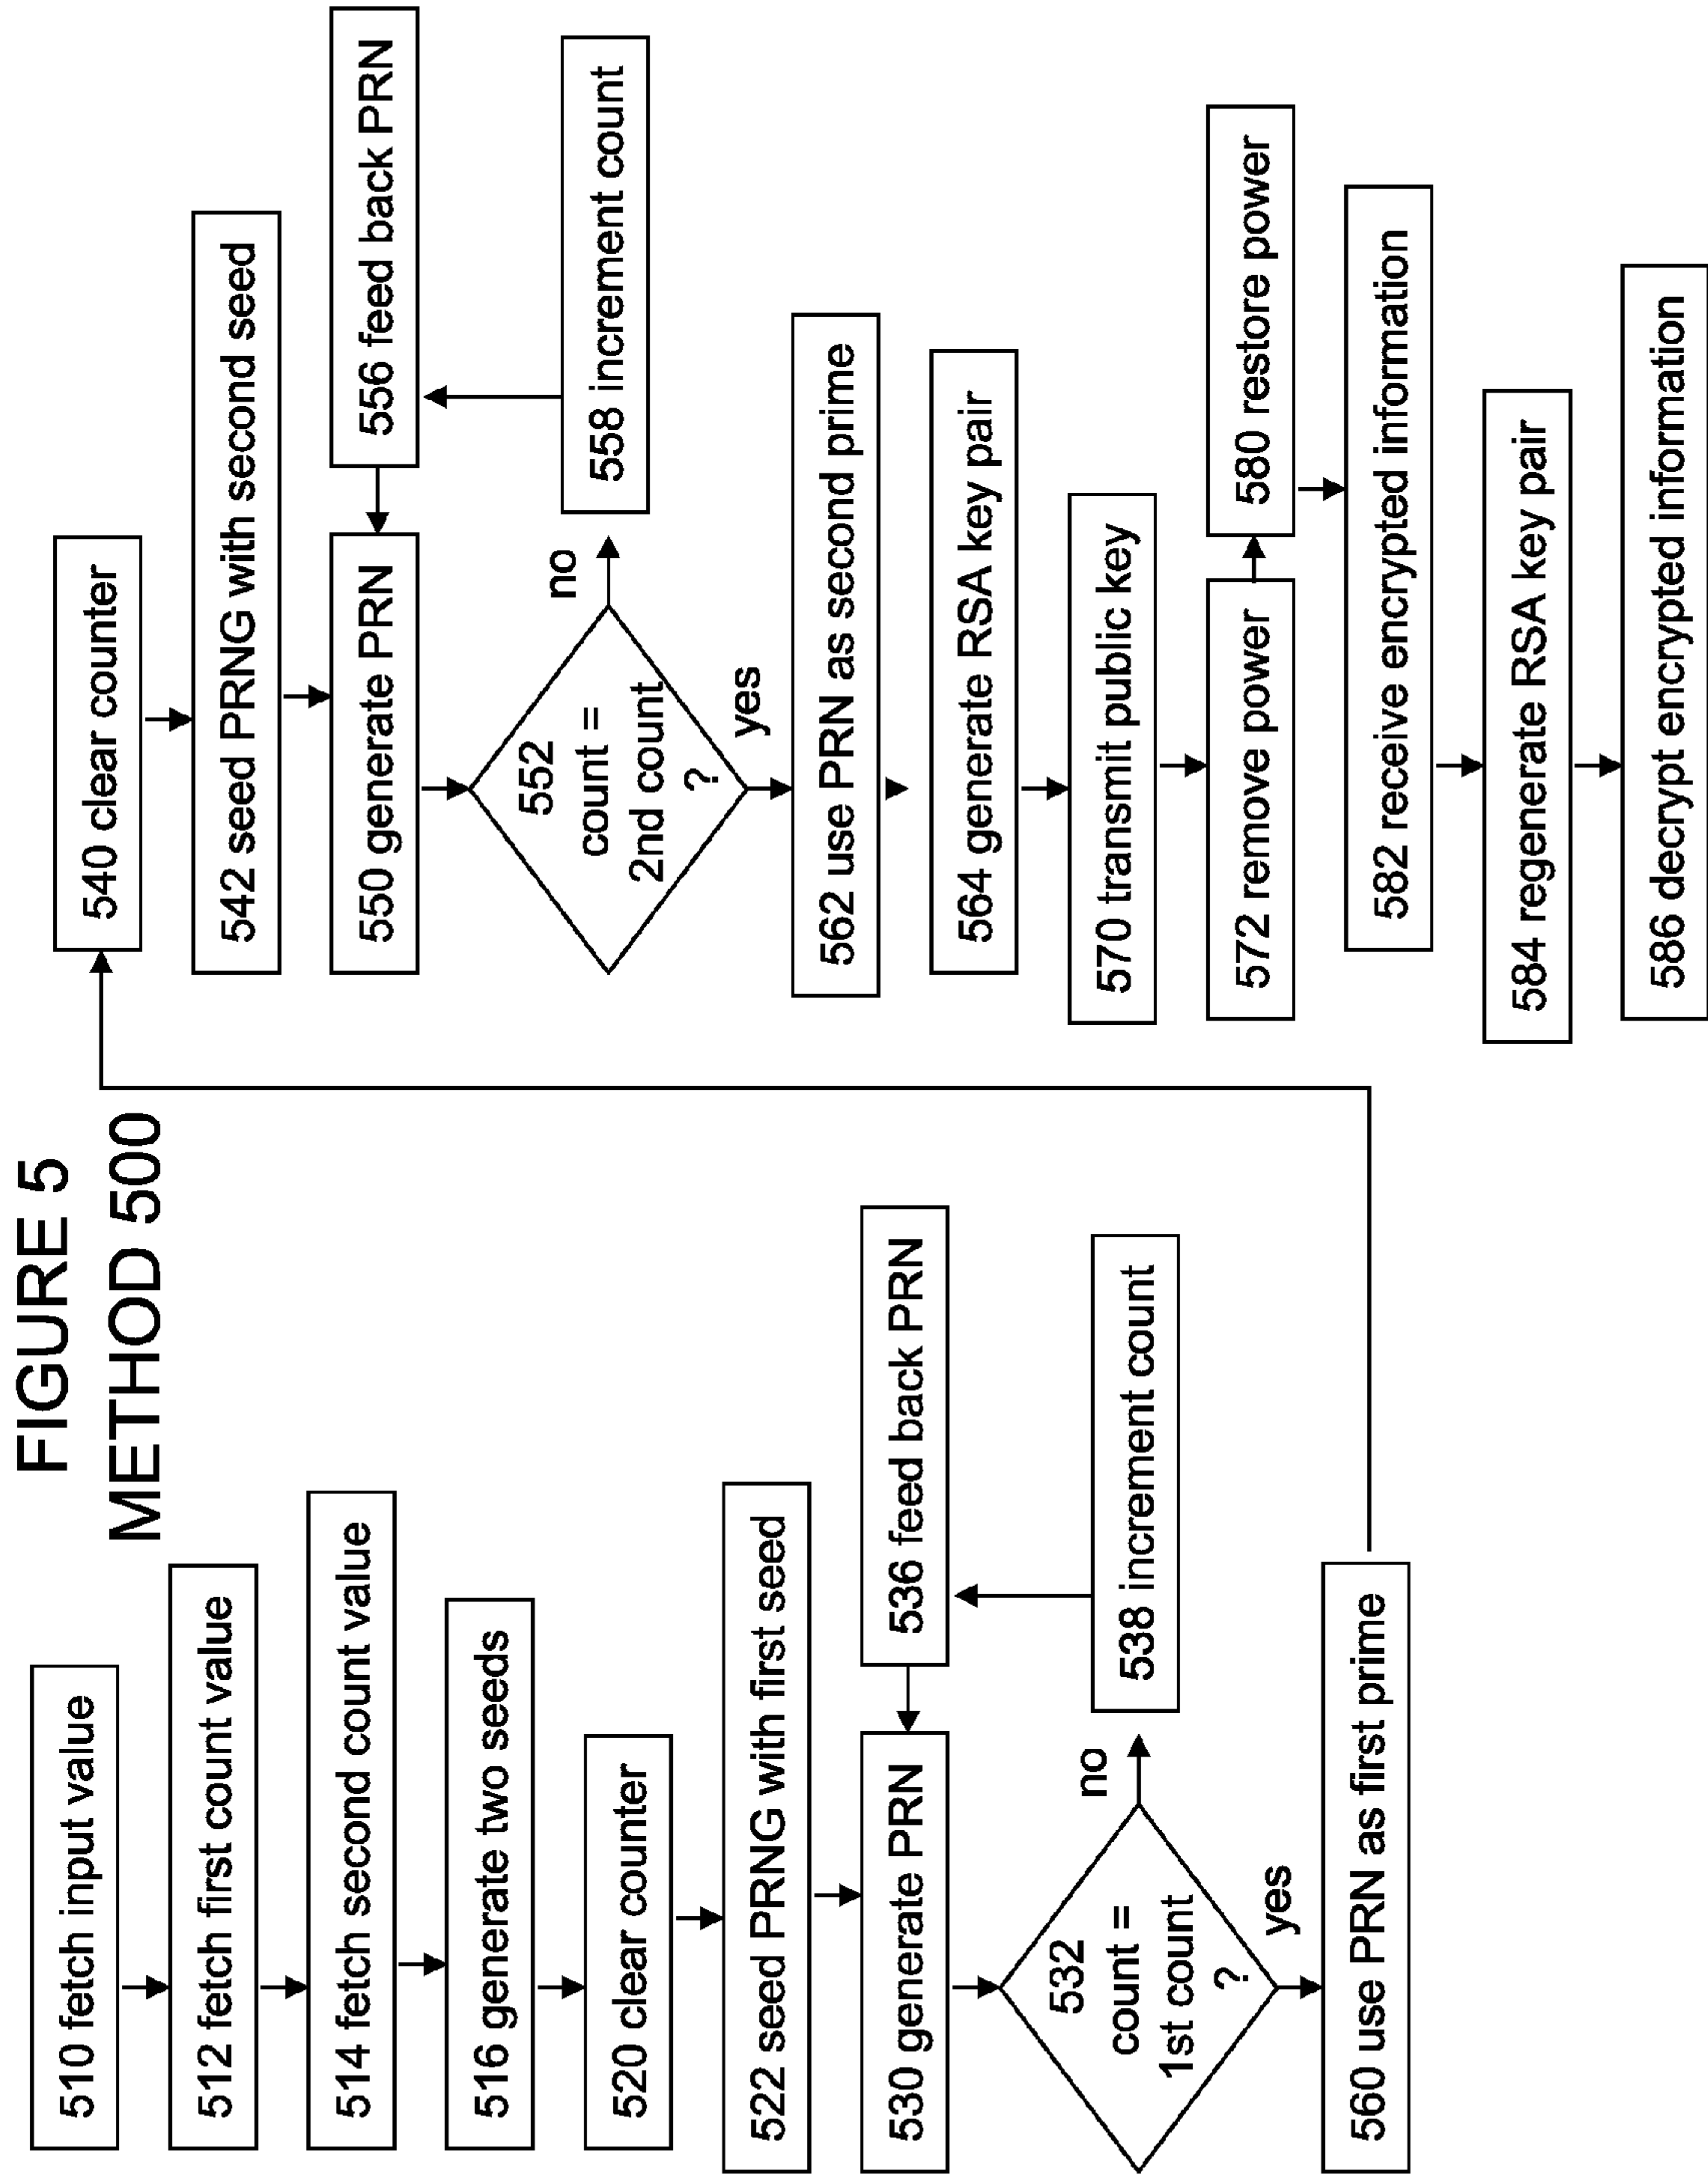 FIGURE 5
METHOD 500
510 fetch input value
512 fetch first count value
514 fetch second count value
516 generate two seeds
520 clear counter
522 seed PRNG with first seed
530 generate PRN
536 feed back PRN
532
count =
1st count
?
no
538 increment count
yes
560 use PRN as first prime
540 clear counter
542 seed PRNG with second seed
550 generate PRN
556 feed back PRN
552
count =
2nd count
?
no
558 increment count
yes
562 use PRN as second prime
564 generate RSA key pair
570 transmit public key
572 remove power
580 restore power
582 receive encrypted information
584 regenerate RSA key pair
586 decrypt encrypted information